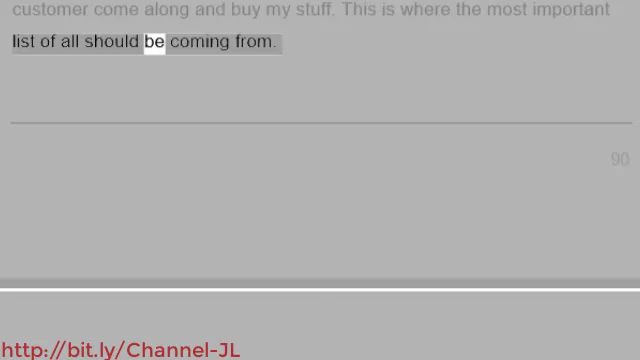 customer come along and buy my stuff. This is where the most important
list of all should be coming from.
90
http://bit.ly/Channel-JL